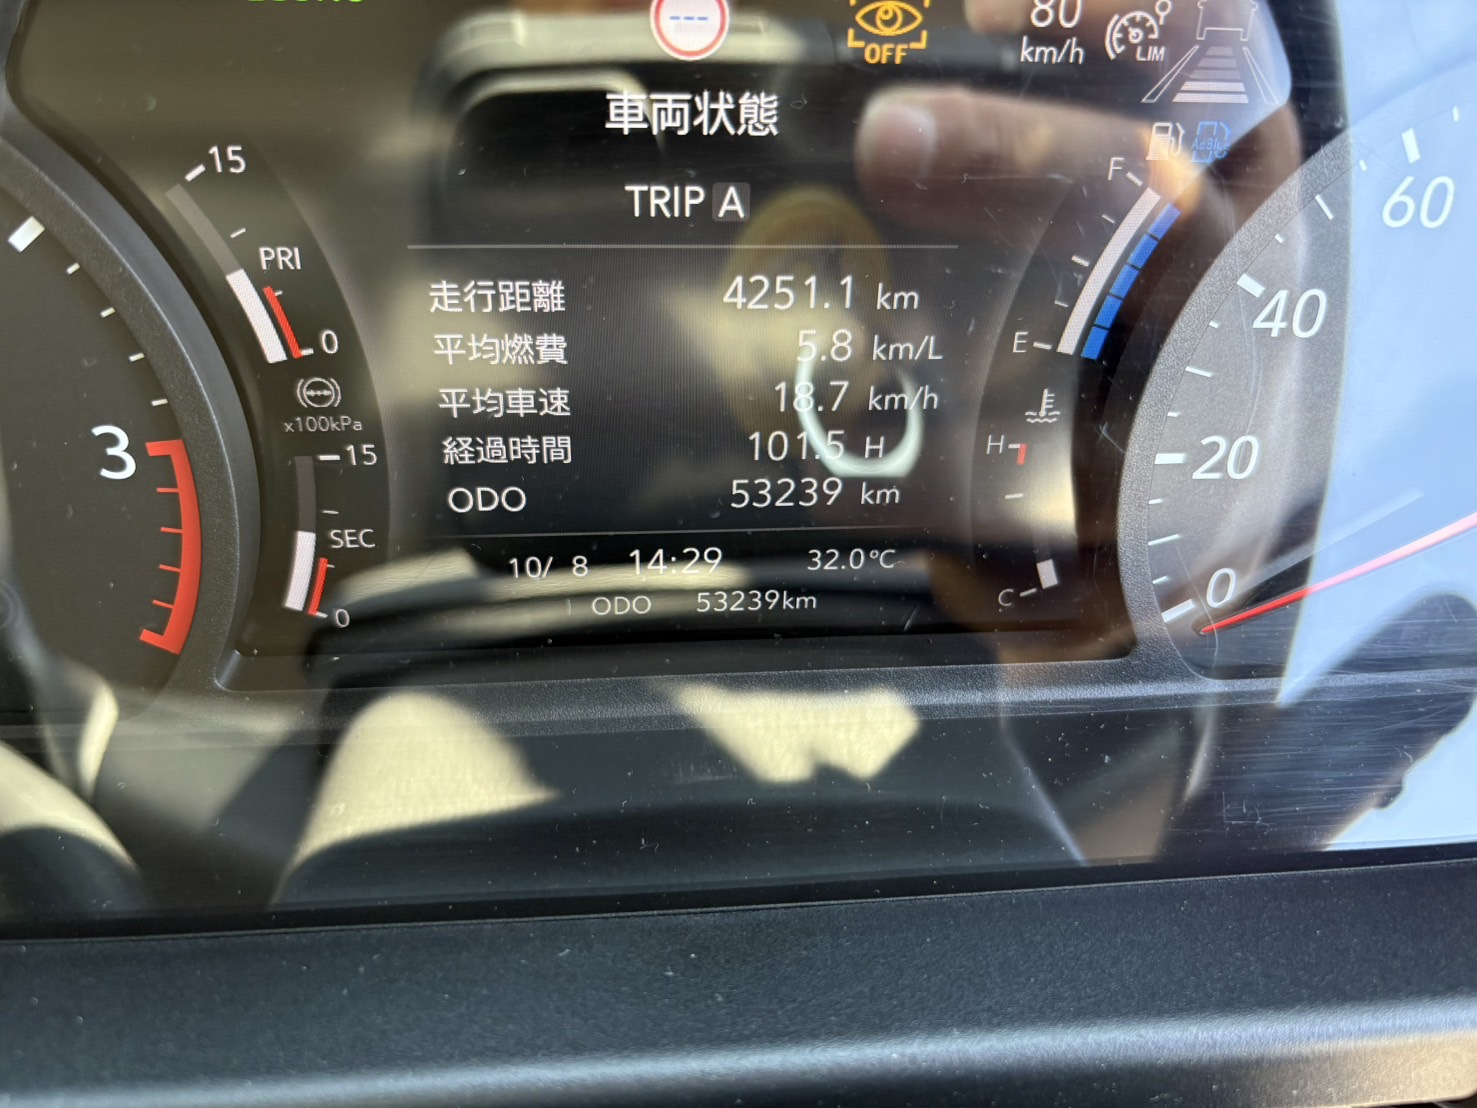 80
km/h
LIM
---
OFF
車両状態
AdBlue
15
F
TRIP A
60
PRI
走行距離 4251.1 km
40
平均燃費 5.8 km/L
0
E
平均車速 18.7 km/h
x100kPa
経過時間 101.5 H
H
3
15
20
ODO 53239 km
SEC
10/ 8 14:29 32.0℃
0
ODO 53239km
C
0